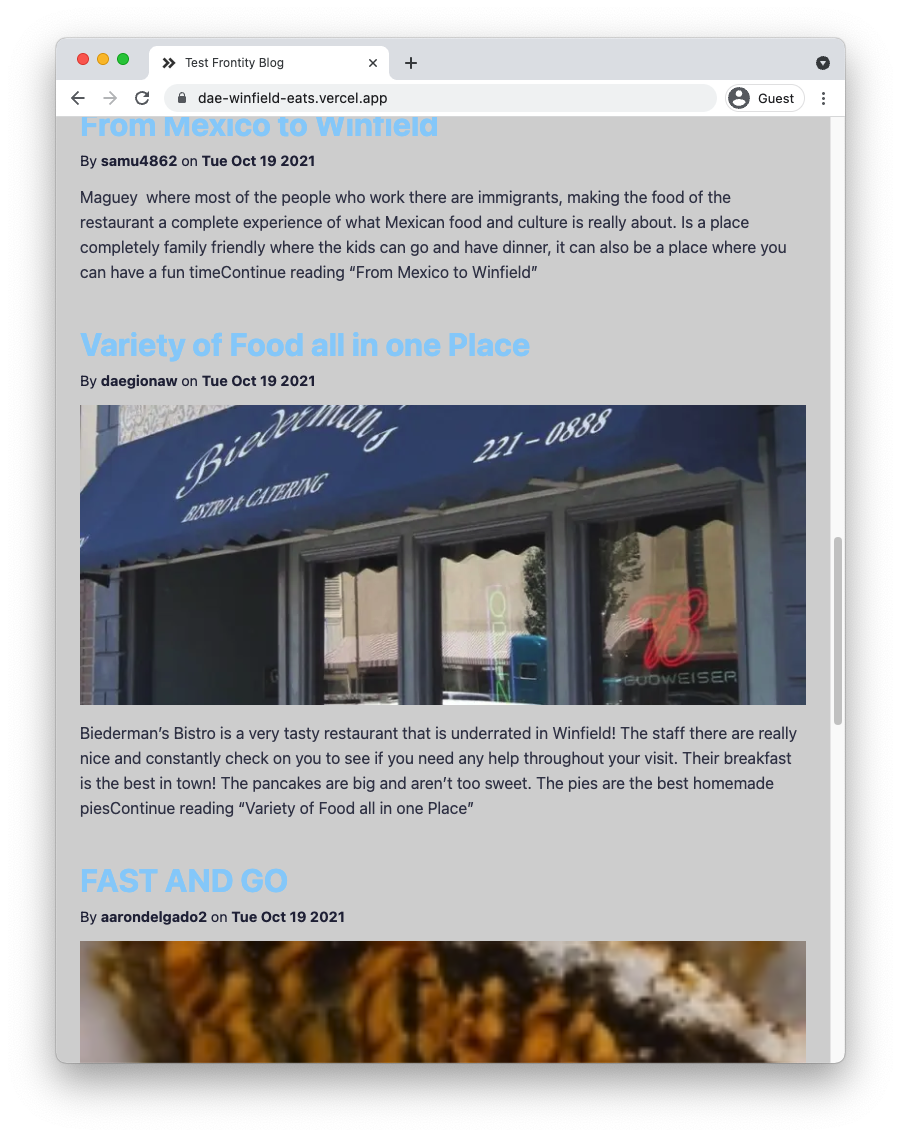 Test Frontity Blog
dae-winfield-eats.vercel.app
Guest
From Mexico to Winfield
By samu4862 on Tue Oct 19 2021
Maguey  where most of the people who work there are immigrants, making the food of the
restaurant a complete experience of what Mexican food and culture is really about. Is a place
completely family friendly where the kids can go and have dinner, it can also be a place where you
can have a fun timeContinue reading “From Mexico to Winfield”
Variety of Food all in one Place
By daegionaw on Tue Oct 19 2021
Biederman's
221-0888
BISTRO & CATERING
OPEN
B
BUDWEISER
Biederman’s Bistro is a very tasty restaurant that is underrated in Winfield! The staff there are really
nice and constantly check on you to see if you need any help throughout your visit. Their breakfast
is the best in town! The pancakes are big and aren’t too sweet. The pies are the best homemade
piesContinue reading “Variety of Food all in one Place”
FAST AND GO
By aarondelgado2 on Tue Oct 19 2021